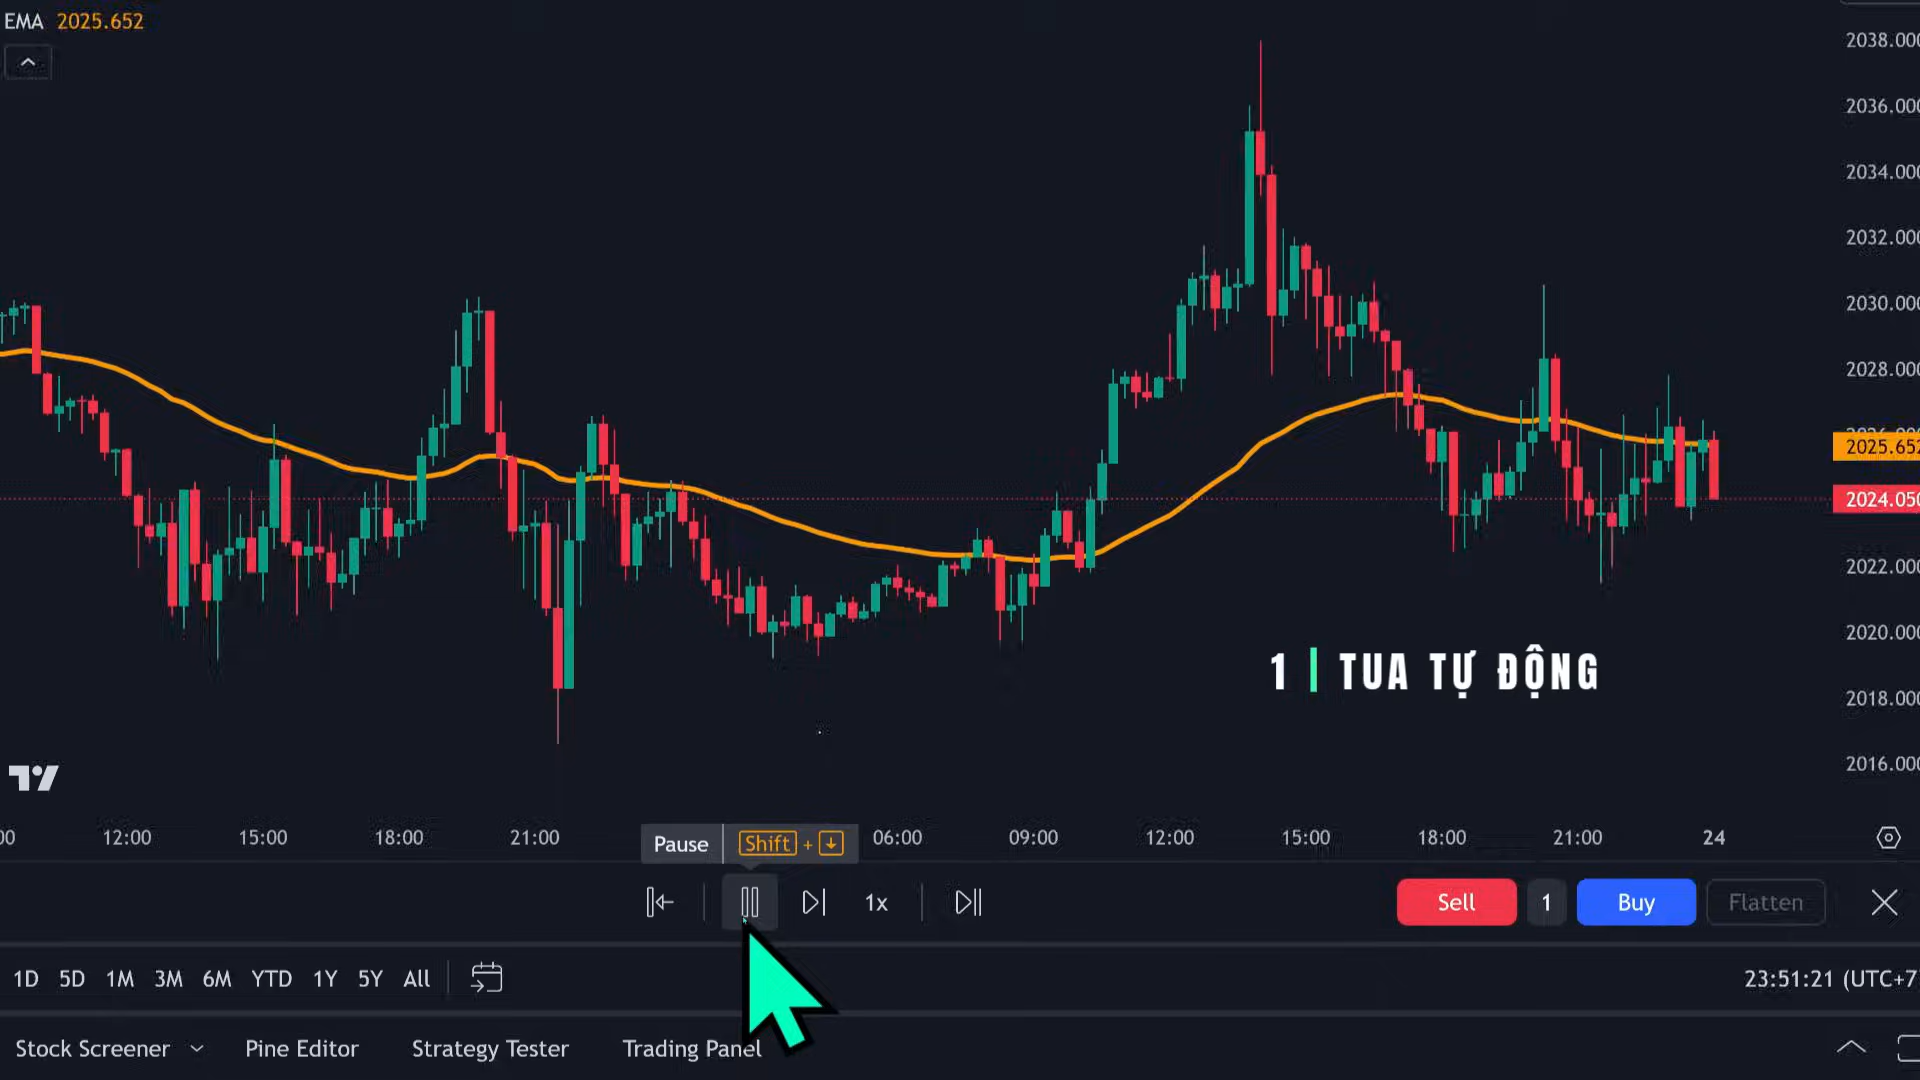 EMA 2025.652
2038.000
2036.000
2034.000
2032.000
2030.000
2028.000
2025.652
2024.050
2022.000
2020.000
2018.000
2016.000
1 | TUA TỰ ĐỘNG
12:00 15:00 18:00 21:00 06:00 09:00 12:00 15:00 18:00 21:00 24
Pause Shift + ↓
1x Sell 1 Buy Flatten
1D 5D 1M 3M 6M YTD 1Y 5Y All 23:51:21 (UTC+7
Stock Screener Pine Editor Strategy Tester Trading Panel